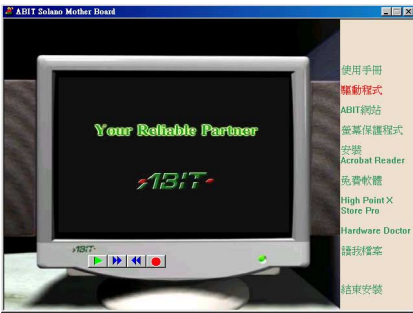 ABIT Solano Mother Board
Your Reliable Partner
ABIT
ABIT
使用手冊
驅動程式
ABIT網站
螢幕保護程式
安裝
Acrobat Reader
免費軟體
High Point X
Store Pro
Hardware Doctor
讀我檔案
結束安裝